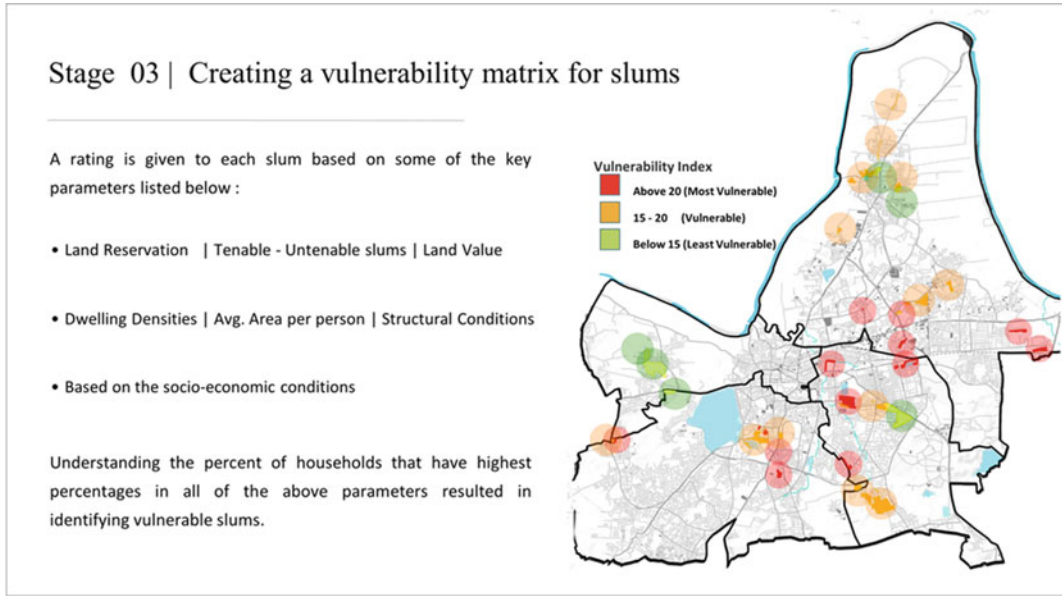 Stage 03 | Creating a vulnerability matrix for slums
A rating is given to each slum based on some of the key
parameters listed below :
• Land Reservation | Tenable - Untenable slums | Land Value
• Dwelling Densities | Avg. Area per person | Structural Conditions
• Based on the socio-economic conditions
Understanding the percent of households that have highest
percentages in all of the above parameters resulted in
identifying vulnerable slums.
Vulnerability Index
Above 20 (Most Vulnerable)
15 - 20 (Vulnerable)
Below 15 (Least Vulnerable)